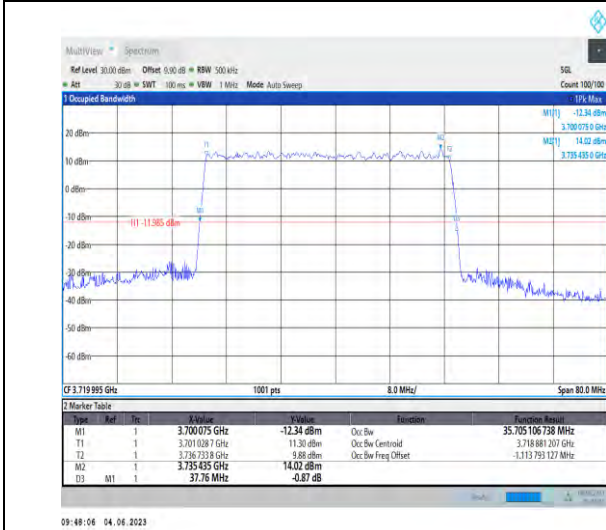 MultiView Spectrum
Ref Level 30.00 dBm Offset 9.90 dB RBW 500 kHz SGL
Att 30 dB SWT 100 ms VBW 1 MHz Mode Auto Sweep Count 100/100
1 Occupied Bandwidth 1Pk Max
M1[1] -12.34 dBm
3.700 075 0 GHz
M2[1] 14.02 dBm
3.735 435 0 GHz
20 dBm
T1 M2 T2
10 dBm
0 dBm
-10 dBm
M1
H1 -11.985 dBm
-20 dBm
-30 dBm
-40 dBm
-50 dBm
-60 dBm
CF 3.719 995 GHz 1001 pts 8.0 MHz/ Span 80.0 MHz
2 Marker Table
Type Ref Trc X-Value Y-Value Function Function Result
M1 1 3.700 075 GHz -12.34 dBm Occ Bw 35.705 106 738 MHz
T1 1 3.701 028 7 GHz 11.30 dBm Occ Bw Centroid 3.718 881 207 GHz
T2 1 3.736 733 8 GHz 9.88 dBm Occ Bw Freq Offset -1.113 793 127 MHz
M2 1 3.735 435 GHz 14.02 dBm
D3 M1 1 37.76 MHz -0.87 dB
09:48:06 04.06.2023